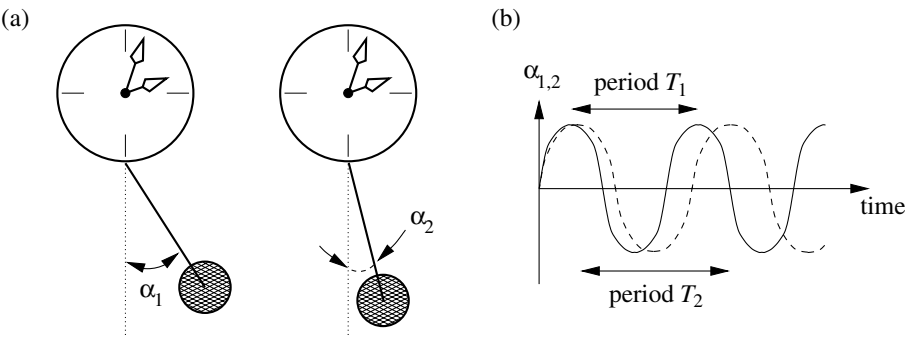 (a)
α1
α2
(b)
α1,2
period T1
time
period T2